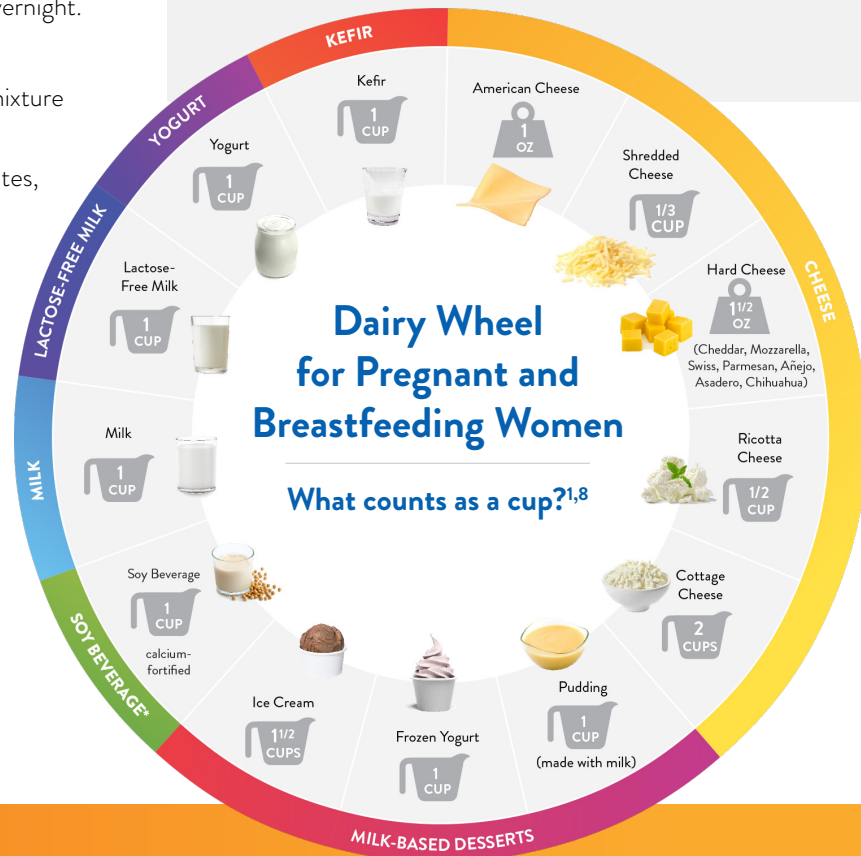 vernight.
ixture
tes,
KEFIR
YOGURT
LACTOSE-FREE MILK
MILK
SOY BEVERAGE*
MILK-BASED DESSERTS
CHEESE
Kefir
1
CUP
American Cheese
1
OZ
Shredded
Cheese
1/3
CUP
Hard Cheese
1 1/2
OZ
(Cheddar, Mozzarella,
Swiss, Parmesan, Añejo,
Asadero, Chihuahua)
Ricotta
Cheese
1/2
CUP
Cottage
Cheese
2
CUPS
Pudding
1
CUP
(made with milk)
Frozen Yogurt
1
CUP
Ice Cream
1 1/2
CUPS
Soy Beverage
1
CUP
calcium-
fortified
Milk
1
CUP
Lactose-
Free Milk
1
CUP
Yogurt
1
CUP
Dairy Wheel
for Pregnant and
Breastfeeding Women
What counts as a cup?1,8